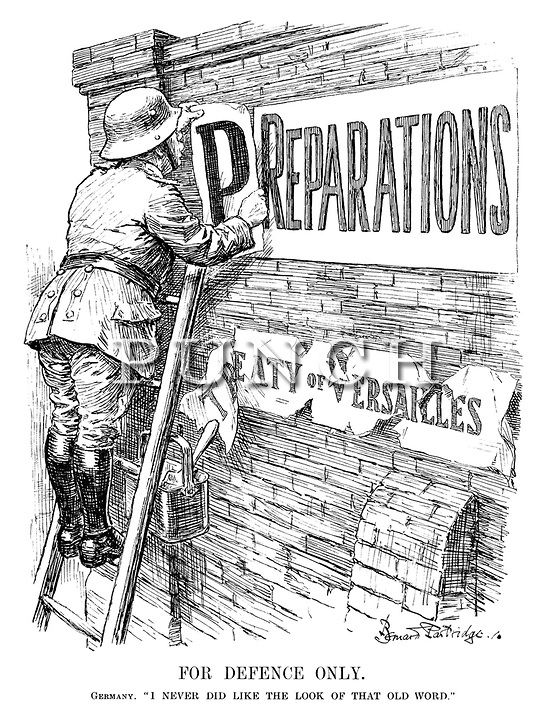 PREPARATIONS
PUNCH
TREATY OF VERSAILLES
Bernard Partridge
FOR DEFENCE ONLY.
GERMANY. "I NEVER DID LIKE THE LOOK OF THAT OLD WORD."